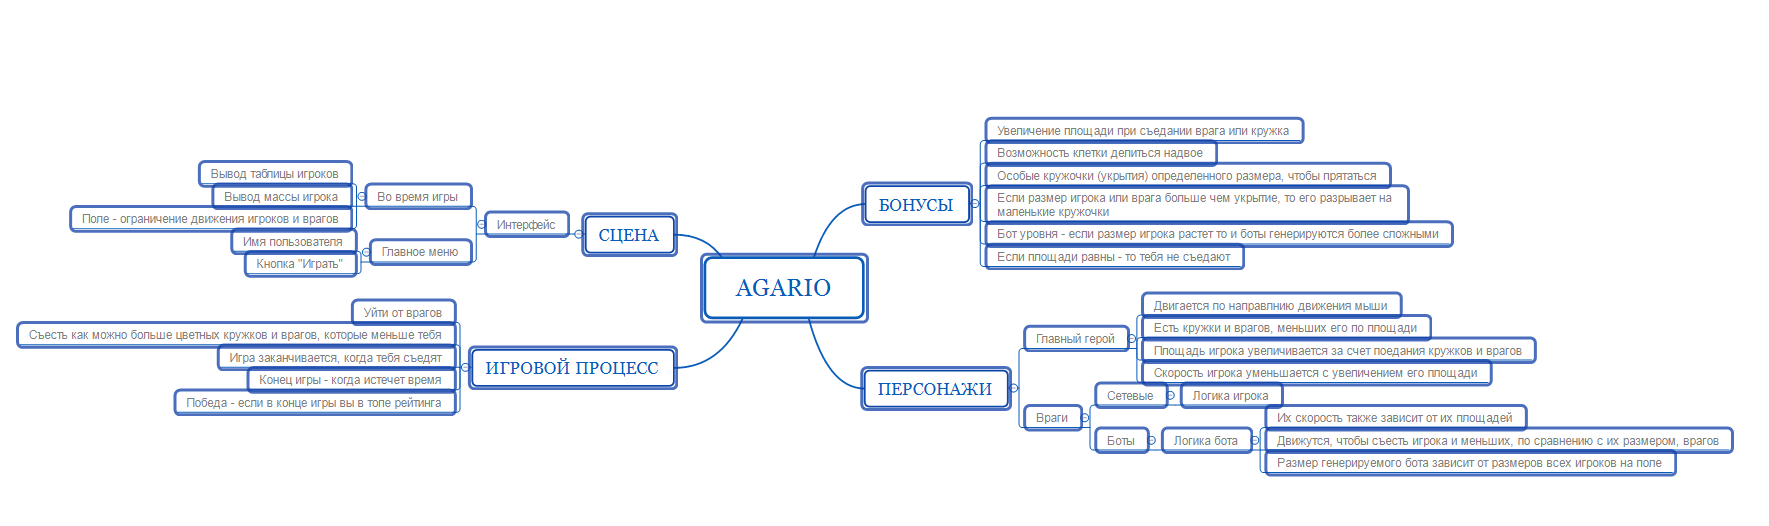 AGARIO
СЦЕНА
Интерфейс
Во время игры
Вывод таблицы игроков
Вывод массы игрока
Поле - ограничение движения игроков и врагов
Главное меню
Имя пользователя
Кнопка "Играть"
ИГРОВОЙ ПРОЦЕСС
Уйти от врагов
Съесть как можно больше цветных кружков и врагов, которые меньше тебя
Игра заканчивается, когда тебя съедят
Конец игры - когда истечет время
Победа - если в конце игры вы в топе рейтинга
БОНУСЫ
Увеличение площади при съедании врага или кружка
Возможность клетки делиться надвое
Особые кружочки (укрытия) определенного размера, чтобы прятаться
Если размер игрока или врага больше чем укрытие, то его разрывает на
маленькие кружочки
Бот уровня - если размер игрока растет то и боты генерируются более сложными
Если площади равны - то тебя не съедают
ПЕРСОНАЖИ
Главный герой
Двигается по направлнию движения мыши
Есть кружки и врагов, меньших его по площади
Площадь игрока увеличивается за счет поедания кружков и врагов
Скорость игрока уменьшается с увеличением его площади
Враги
Сетевые
Логика игрока
Боты
Логика бота
Их скорость также зависит от их площадей
Движутся, чтобы съесть игрока и меньших, по сравнению с их размером, врагов
Размер генерируемого бота зависит от размеров всех игроков на поле